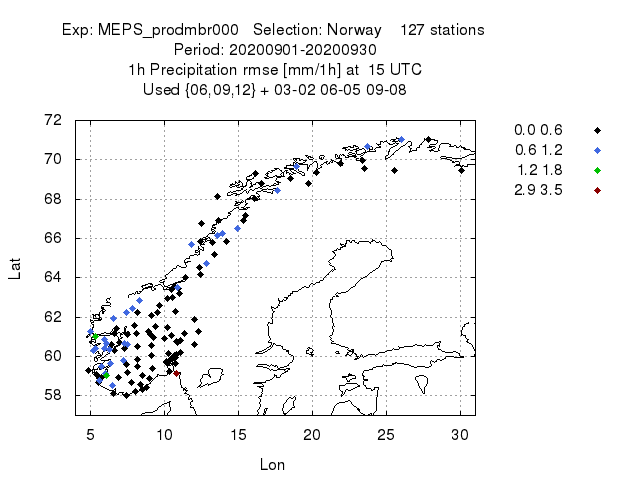 Exp: MEPS_prodmbr000 Selection: Norway 127 stations
Period: 20200901-20200930
1h Precipitation rmse [mm/1h] at 15 UTC
Used {06,09,12} + 03-02 06-05 09-08
0.0 0.6
0.6 1.2
1.2 1.8
2.9 3.5
72
70
68
66
64
62
60
58
Lat
5 10 15 20 25 30
Lon